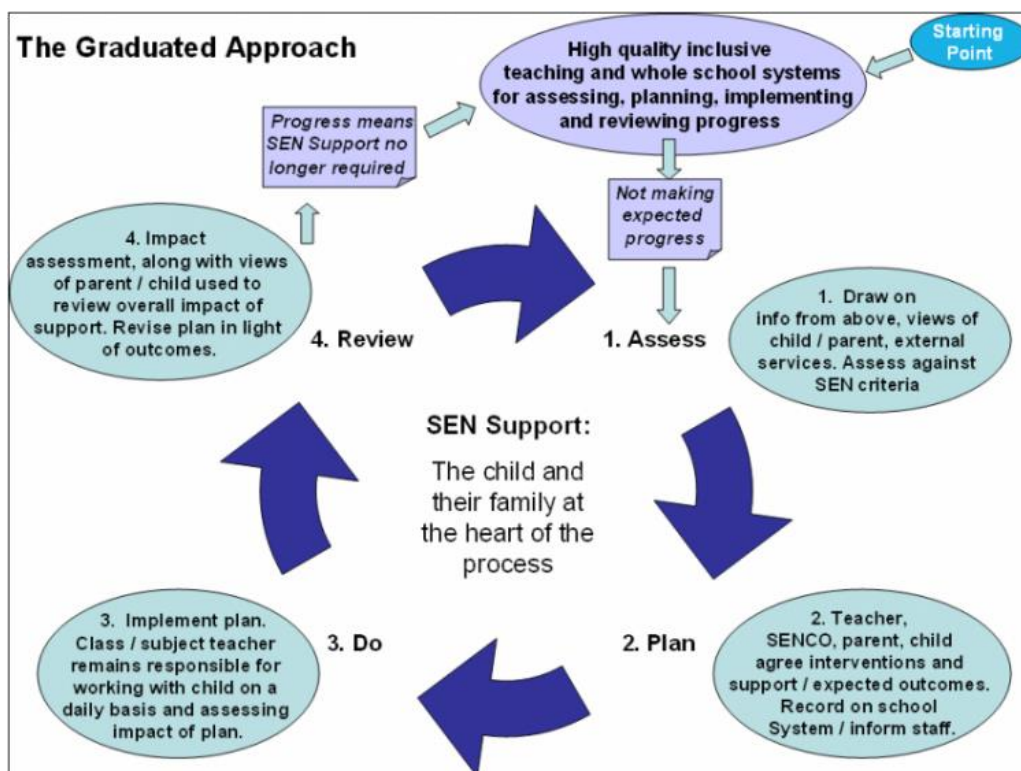 The Graduated Approach
Starting
Point
High quality inclusive
teaching and whole school systems
for assessing, planning, implementing
and reviewing progress
Progress means
SEN Support no
longer required
Not making
expected
progress
4. Impact
assessment, along with views
of parent / child used to
review overall impact of
support. Revise plan in light
of outcomes.
4. Review
1. Assess
1. Draw on
info from above, views of
child / parent, external
services. Assess against
SEN criteria
SEN Support:
The child and
their family at
the heart of the
process
3. Implement plan.
Class / subject teacher
remains responsible for
working with child on a
daily basis and assessing
impact of plan.
3. Do
2. Plan
2. Teacher,
SENCO, parent, child
agree interventions and
support / expected outcomes.
Record on school
System / inform staff.